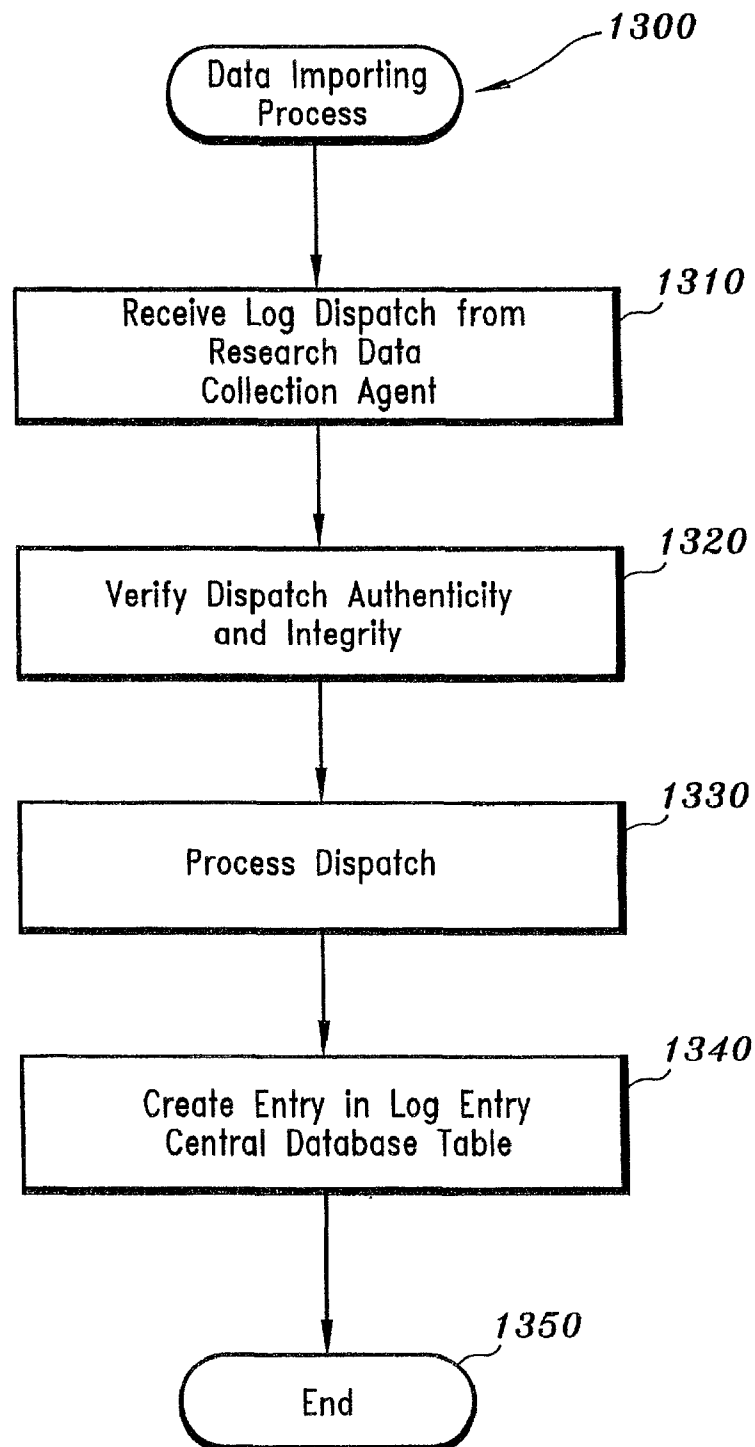 1300
Data Importing
Process
1310
Receive Log Dispatch from
Research Data
Collection Agent
1320
Verify Dispatch Authenticity
and Integrity
1330
Process Dispatch
1340
Create Entry in Log Entry
Central Database Table
1350
End